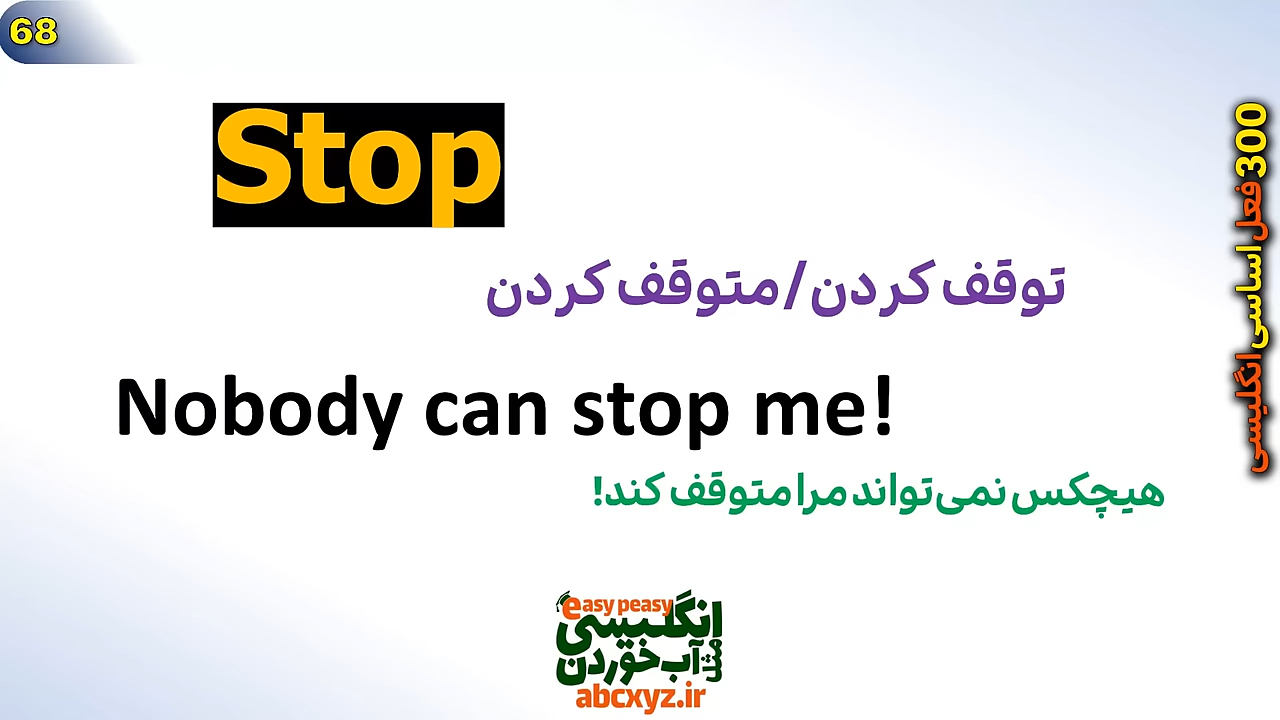 68
Stop
توقف کردن/متوقف کردن
Nobody can stop me!
هیچکس نمی‌تواند مرا متوقف کند!
300 فعل اساسی انگلیسی
easy peasy
انگلیسی
مثل آب خوردن
abcxyz.ir